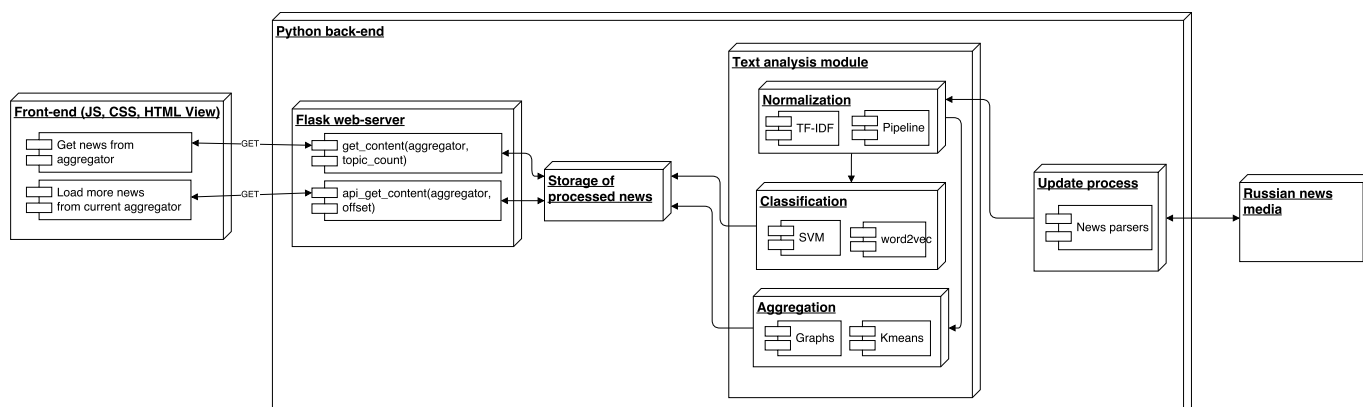 Python back-end
Front-end (JS, CSS, HTML View)
Get news from
aggregator
Load more news
from current aggregator
GET
GET
Flask web-server
get_content(aggregator,
topic_count)
api_get_content(aggregator,
offset)
Storage of
processed news
Text analysis module
Normalization
TF-IDF
Pipeline
Classification
SVM
word2vec
Aggregation
Graphs
Kmeans
Update process
News parsers
Russian news
media